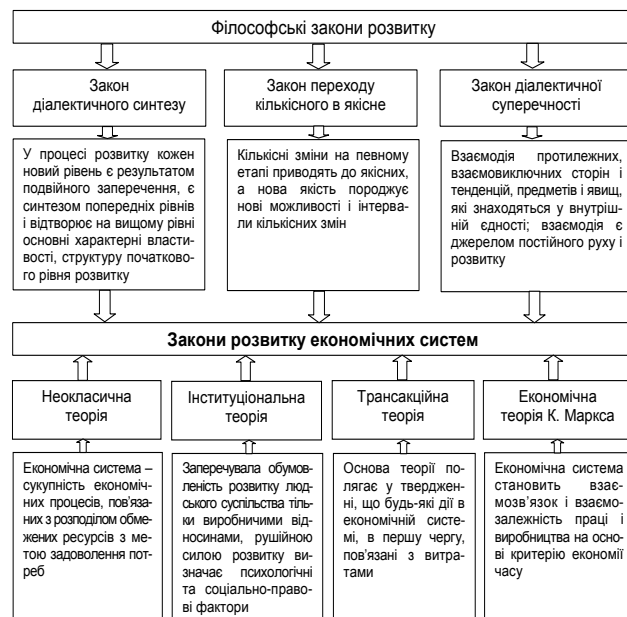 Філософські закони розвитку
Закон
діалектичного синтезу
Закон переходу
кількісного в якісне
Закон діалектичної
суперечності
У процесі розвитку кожен
новий рівень є результатом
подвійного заперечення, є
синтезом попередніх рівнів
і відтворює на вищому рівні
основні характерні власти-
вості, структуру початково-
го рівня розвитку
Кількісні зміни на певному
етапі приводять до якісних,
а нова якість породжує
нові можливості і інтерва-
ли кількісних змін
Взаємодія протилежних,
взаємовиключних сторін і
тенденцій, предметів і явищ,
які знаходяться у внутріш-
ній єдності; взаємодія є
джерелом постійного руху і
розвитку
Закони розвитку економічних систем
Неокласична
теорія
Інституціональна
теорія
Трансакційна
теорія
Економічна
теорія К. Маркса
Економічна система –
сукупність економі-
чних процесів, пов'яза-
них з розподілом обме-
жених ресурсів з ме-
тою задоволення пот-
реб
Заперечувала обумов-
леність розвитку люд-
ського суспільства тіль-
ки виробничими від-
носинами, рушійною
силою розвитку ви-
значає психологічні
та соціально-право-
ві фактори
Основа теорії по-
лягає у твердже-
нні, що будь-які дії в
економічній систе-
мі, в першу чергу,
пов'язані з витра-
тами
Економічна система
становить взає-
мозв'язок і взаємо-
залежність праці і
виробництва на осно-
ві критерію економії
часу